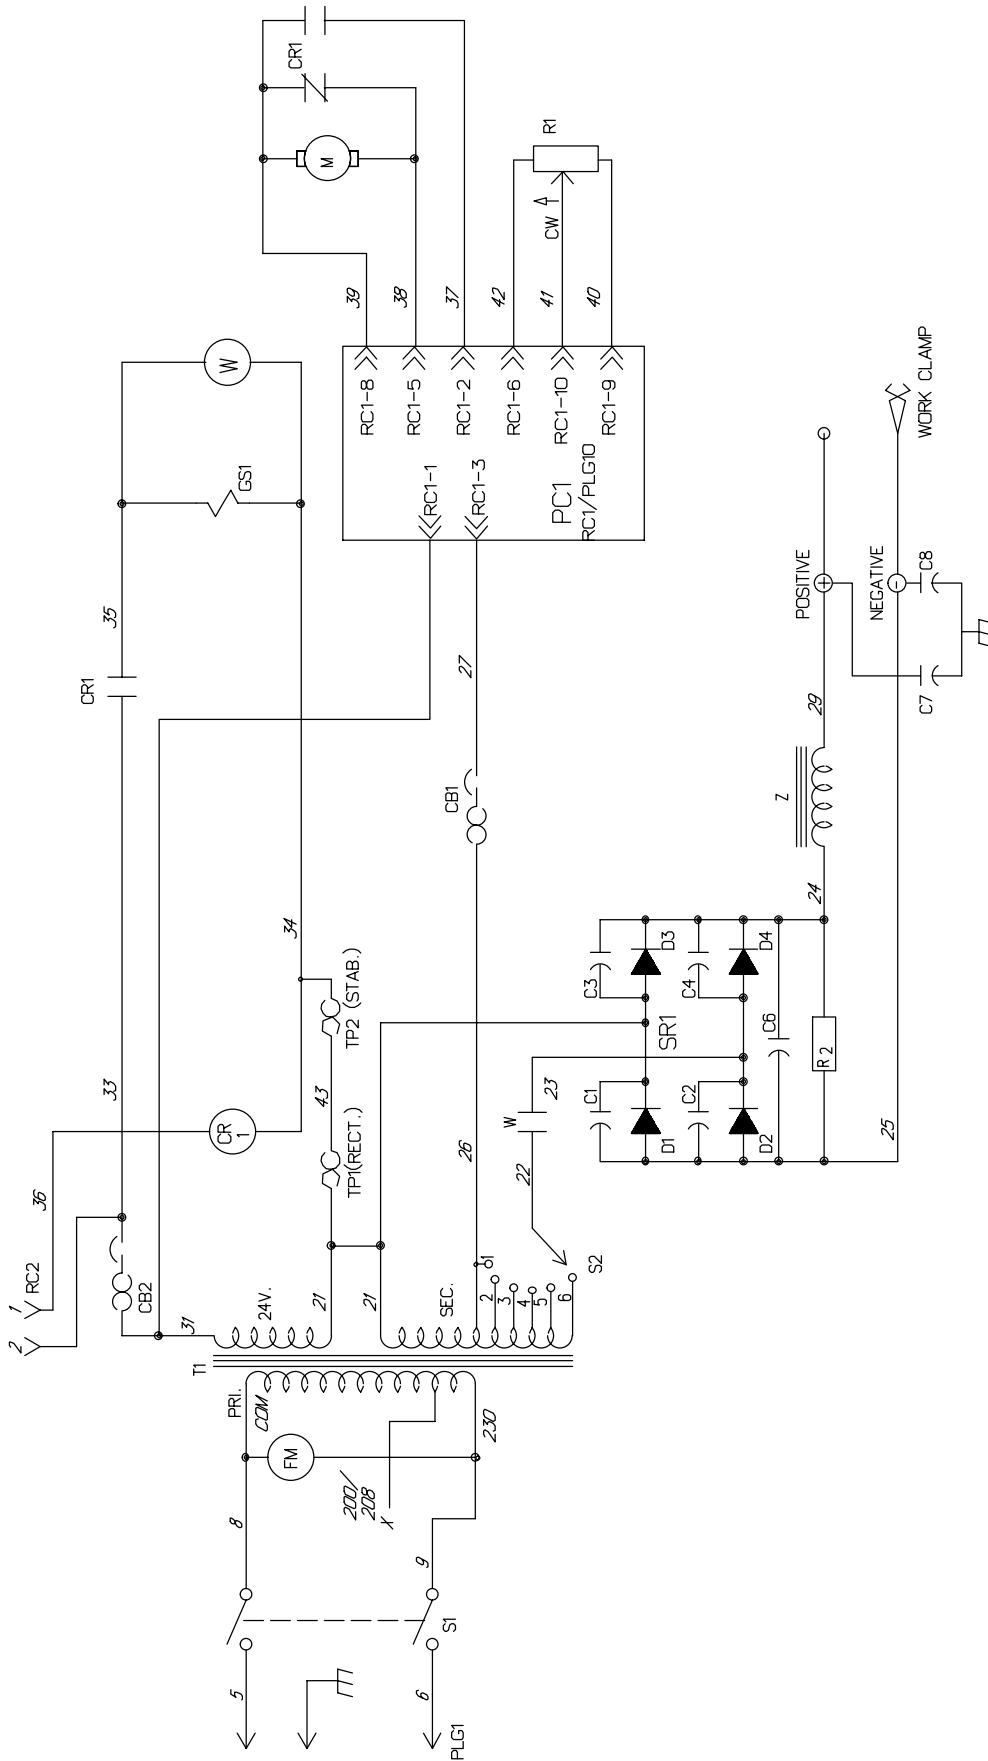 PLG1
5
6
S1
8
9
200/
208
X
FM
PRI.
COM
230
T1
2
1
RC2
CB2
31
24V.
21
21
SEC.
1
2
3
4
5
6
S2
36
33
CR
1
TP1(RECT.)
43
TP2 (STAB.)
34
26
22
W
23
CR1
35
GS1
W
CB1
27
C1
D1
C2
D2
SR1
C3
D3
C4
D4
C6
R2
25
24
Z
29
POSITIVE
+
NEGATIVE
-
C7
C8
WORK CLAMP
RC1-1
RC1-3
PC1
RC1/PLG10
RC1-8
RC1-5
RC1-2
RC1-6
RC1-10
RC1-9
39
38
37
42
41
40
M
CR1
CW
R1